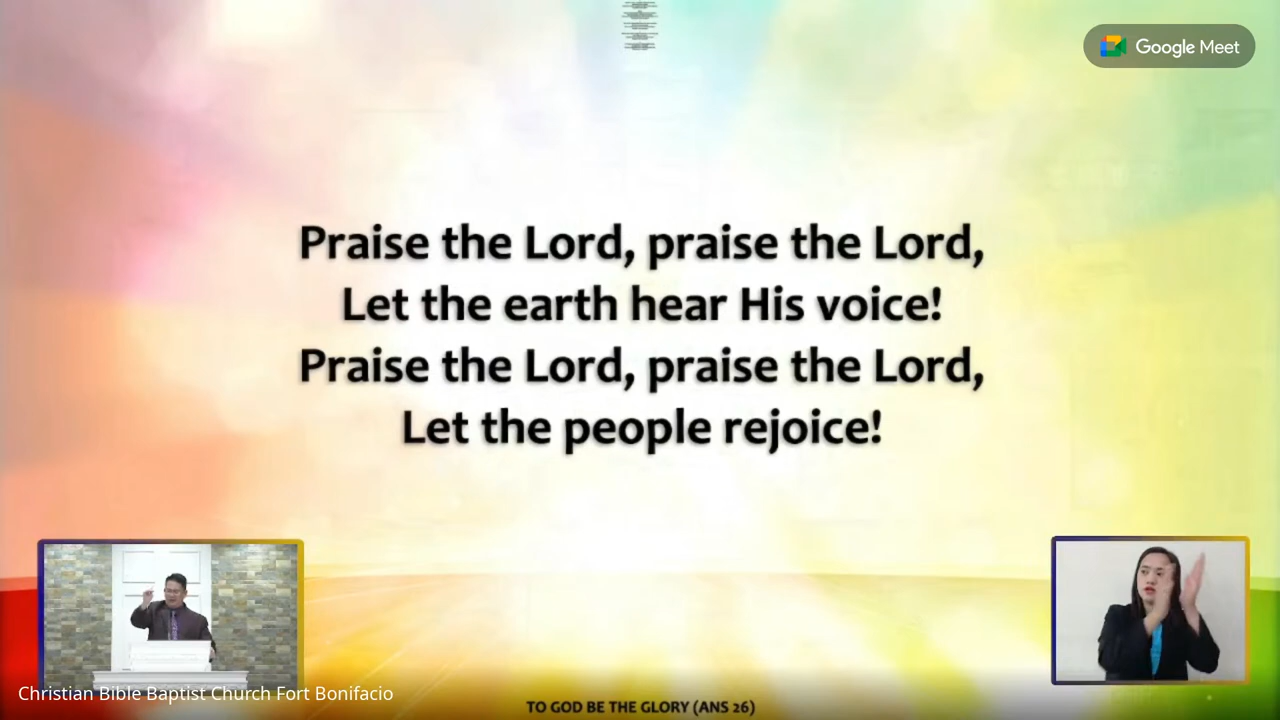 Google Meet
Praise the Lord, praise the Lord,
Let the earth hear His voice!
Praise the Lord, praise the Lord,
Let the people rejoice!
Christian Bible Baptist Church Fort Bonifacio
TO GOD BE THE GLORY (ANS 26)